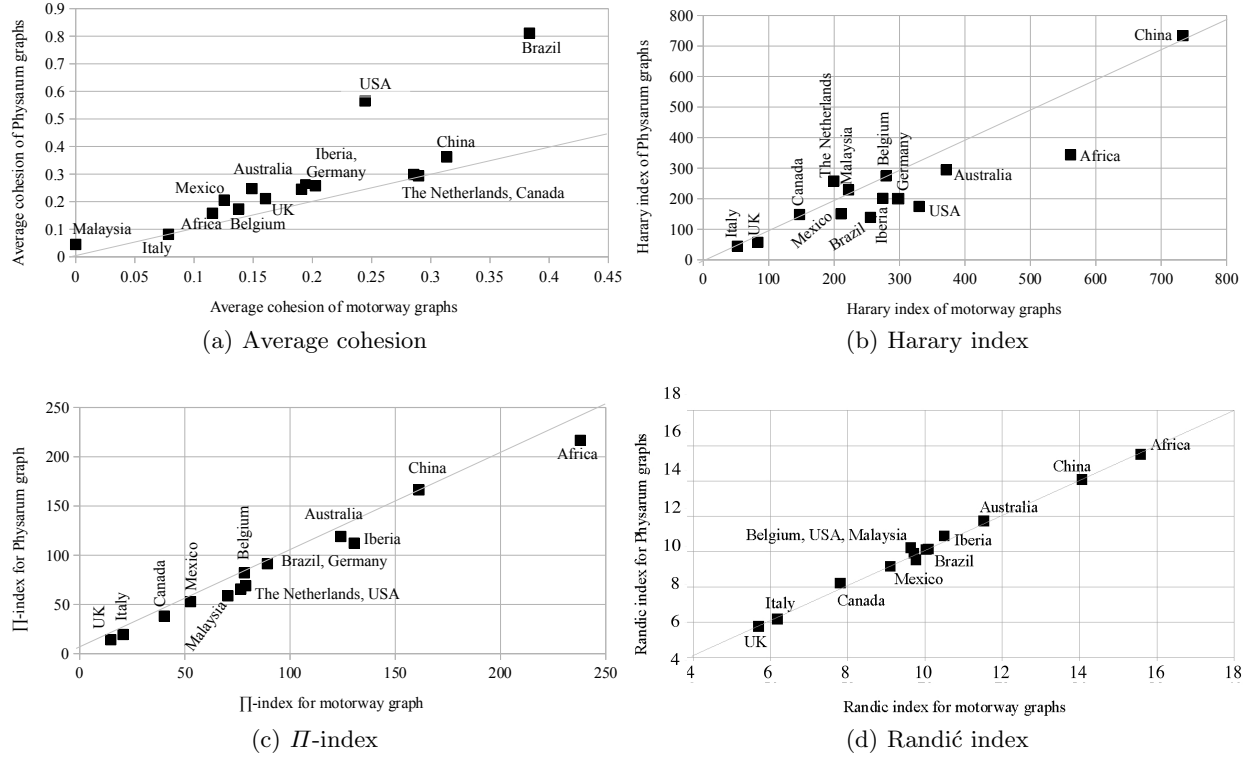 0.9
0.8
0.7
0.6
0.5
0.4
0.3
0.2
0.1
0
0 0.05 0.1 0.15 0.2 0.25 0.3 0.35 0.4 0.45
Average cohesion of Physarum graphs
Average cohesion of motorway graphs
Brazil
USA
China
Iberia,
Germany
Australia
The Netherlands, Canada
Mexico
UK
Africa
Belgium
Malaysia
Italy
(a) Average cohesion
800
700
600
500
400
300
200
100
0
0 100 200 300 400 500 600 700 800
Harary index of Physarum graphs
Harary index of motorway graphs
China
Africa
Australia
USA
Germany
Belgium
Iberia
Brazil
Malaysia
Mexico
The Netherlands
Canada
UK
Italy
(b) Harary index
250
200
150
100
50
0
0 50 100 150 200 250
∏-index for Physarum graph
∏-index for motorway graph
Africa
China
Australia
Iberia
Brazil, Germany
Belgium
The Netherlands, USA
Malaysia
Mexico
Canada
Italy
UK
(c) Π-index
18
16
14
12
10
8
6
4
4 6 8 10 12 14 16 18
Randic index for Physarum graphs
Randic index for motorway graphs
Africa
China
Australia
Iberia
Belgium, USA, Malaysia
Brazil
Mexico
Canada
Italy
UK
(d) Randić index